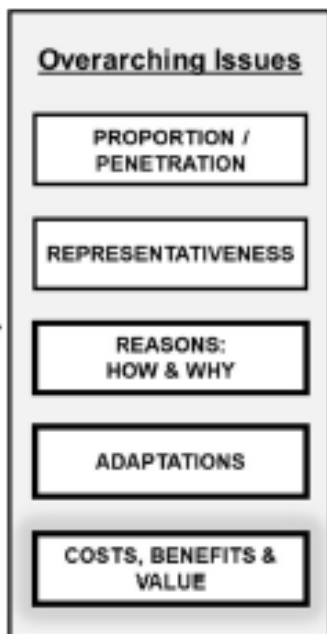 Overarching Issues
PROPORTION /
PENETRATION
REPRESENTATIVENESS
REASONS:
HOW & WHY
ADAPTATIONS
COSTS, BENEFITS &
VALUE